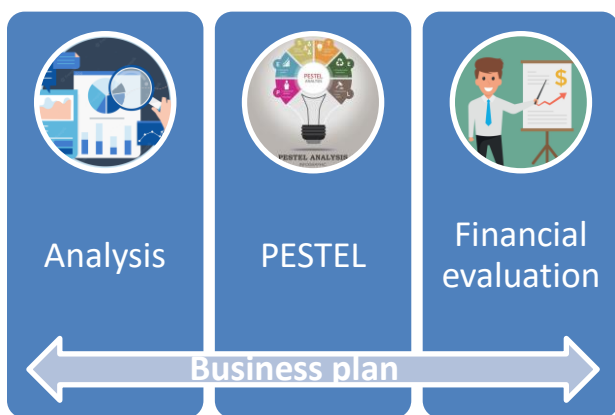 PESTEL
ANALYSIS
PESTEL ANALYSIS
$
Analysis
PESTEL
Financial
evaluation
Business plan